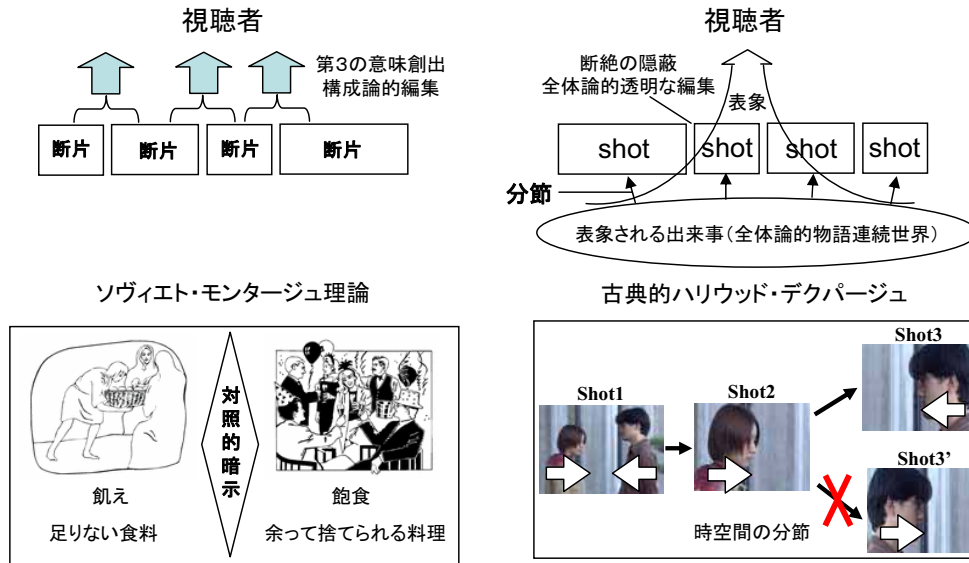 視聴者
第3の意味創出
構成論的編集
断片
断片
断片
断片
ソヴィエト・モンタージュ理論
対照的暗示
飢え
足りない食料
飽食
余って捨てられる料理
視聴者
断絶の隠蔽
全体論的透明な編集
表象
shot
shot
shot
shot
分節
表象される出来事(全体論的物語連続世界)
古典的ハリウッド・デクパージュ
Shot1
Shot2
Shot3
Shot3’
時空間の分節